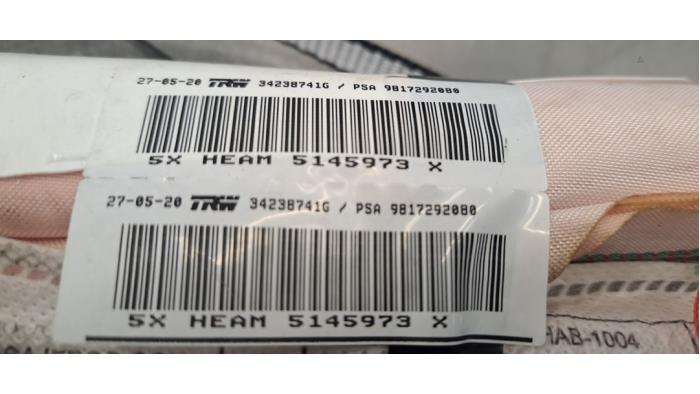 27-05-20 TRW 34238741G / PSA 9817292080
5X HEAM 5145973 X
27-05-20 TRW 34238741G / PSA 9817292080
5X HEAM 5145973 X
HAB-1004